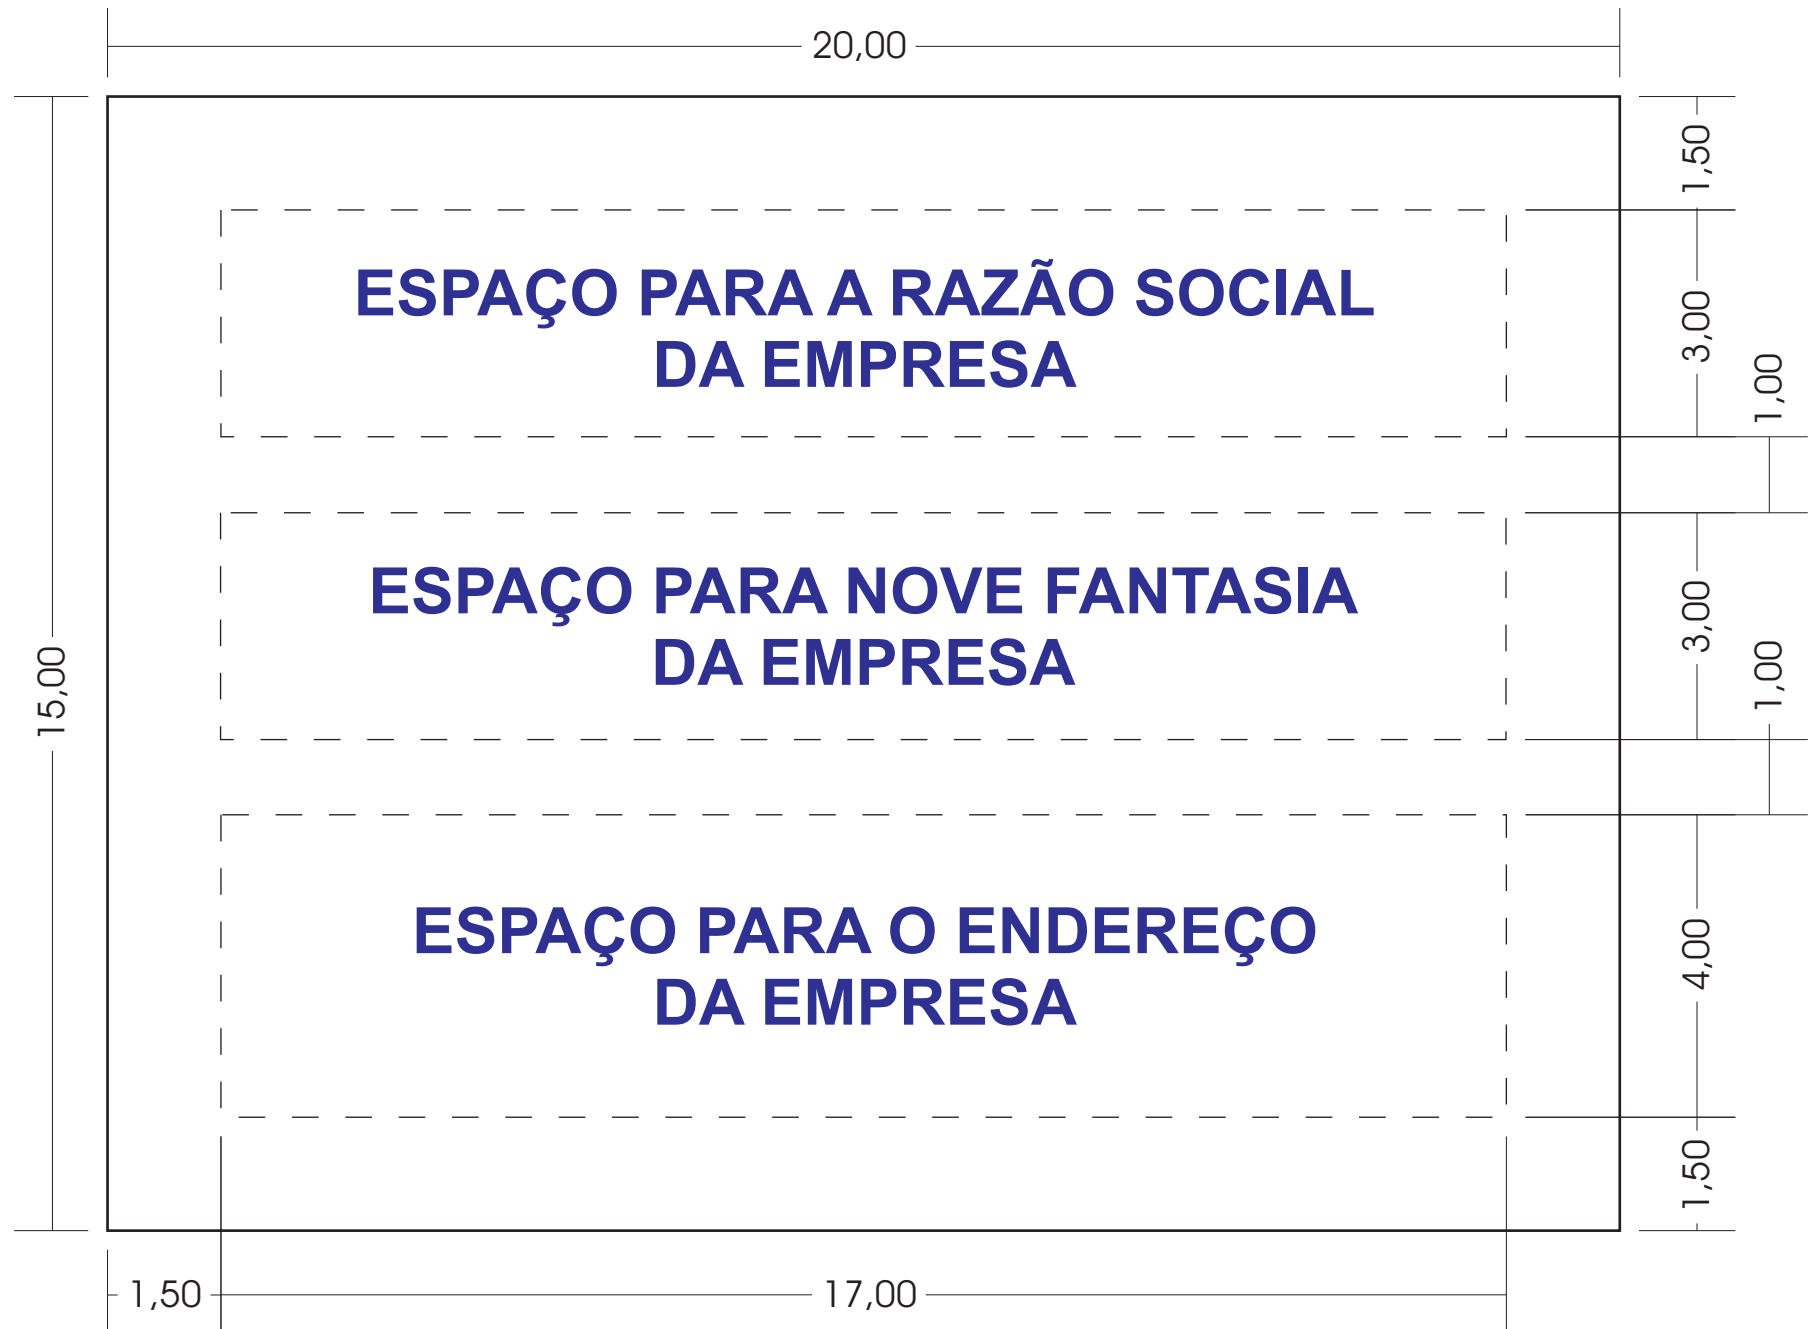 20,00
1,50
ESPAÇO PARA A RAZÃO SOCIAL
DA EMPRESA
3,00
1,00
ESPAÇO PARA NOVE FANTASIA
DA EMPRESA
3,00
15,00
1,00
ESPAÇO PARA O ENDEREÇO
DA EMPRESA
4,00
1,50
1,50
17,00